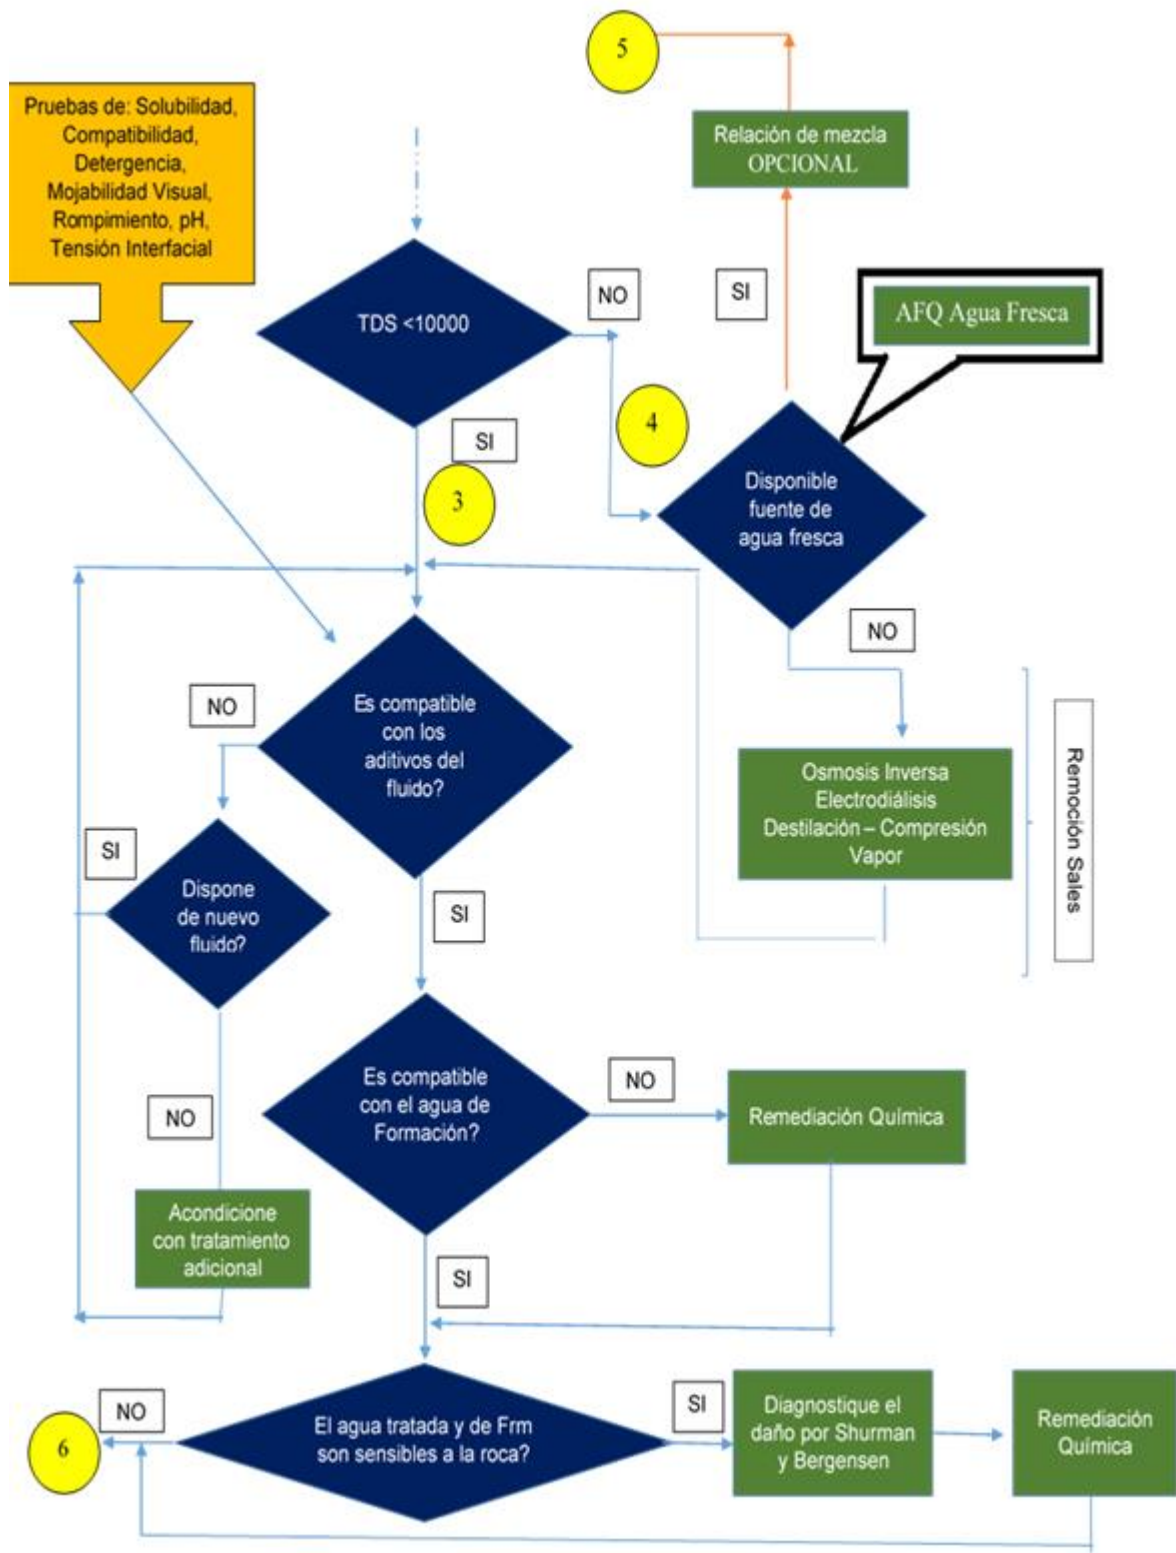 5
Pruebas de: Solubilidad,
Compatibilidad,
Detergencia,
Mojabilidad Visual,
Rompimiento, pH,
Tensión Interfacial
Relación de mezcla
OPCIONAL
TDS <10000
NO
SI
AFQ Agua Fresca
4
SI
3
Disponible
fuente de
agua fresca
NO
NO
Es compatible
con los
aditivos del
fluido?
Osmosis Inversa
Electrodiálisis
Destilación – Compresión
Vapor
Remoción Sales
SI
Dispone
de nuevo
fluido?
SI
Es compatible
con el agua de
Formación?
NO
Remediación Química
NO
Acondicione
con tratamiento
adicional
SI
NO
6
El agua tratada y de Frm
son sensibles a la roca?
SI
Diagnostique el
daño por Shurman
y Bergensen
Remediación
Química